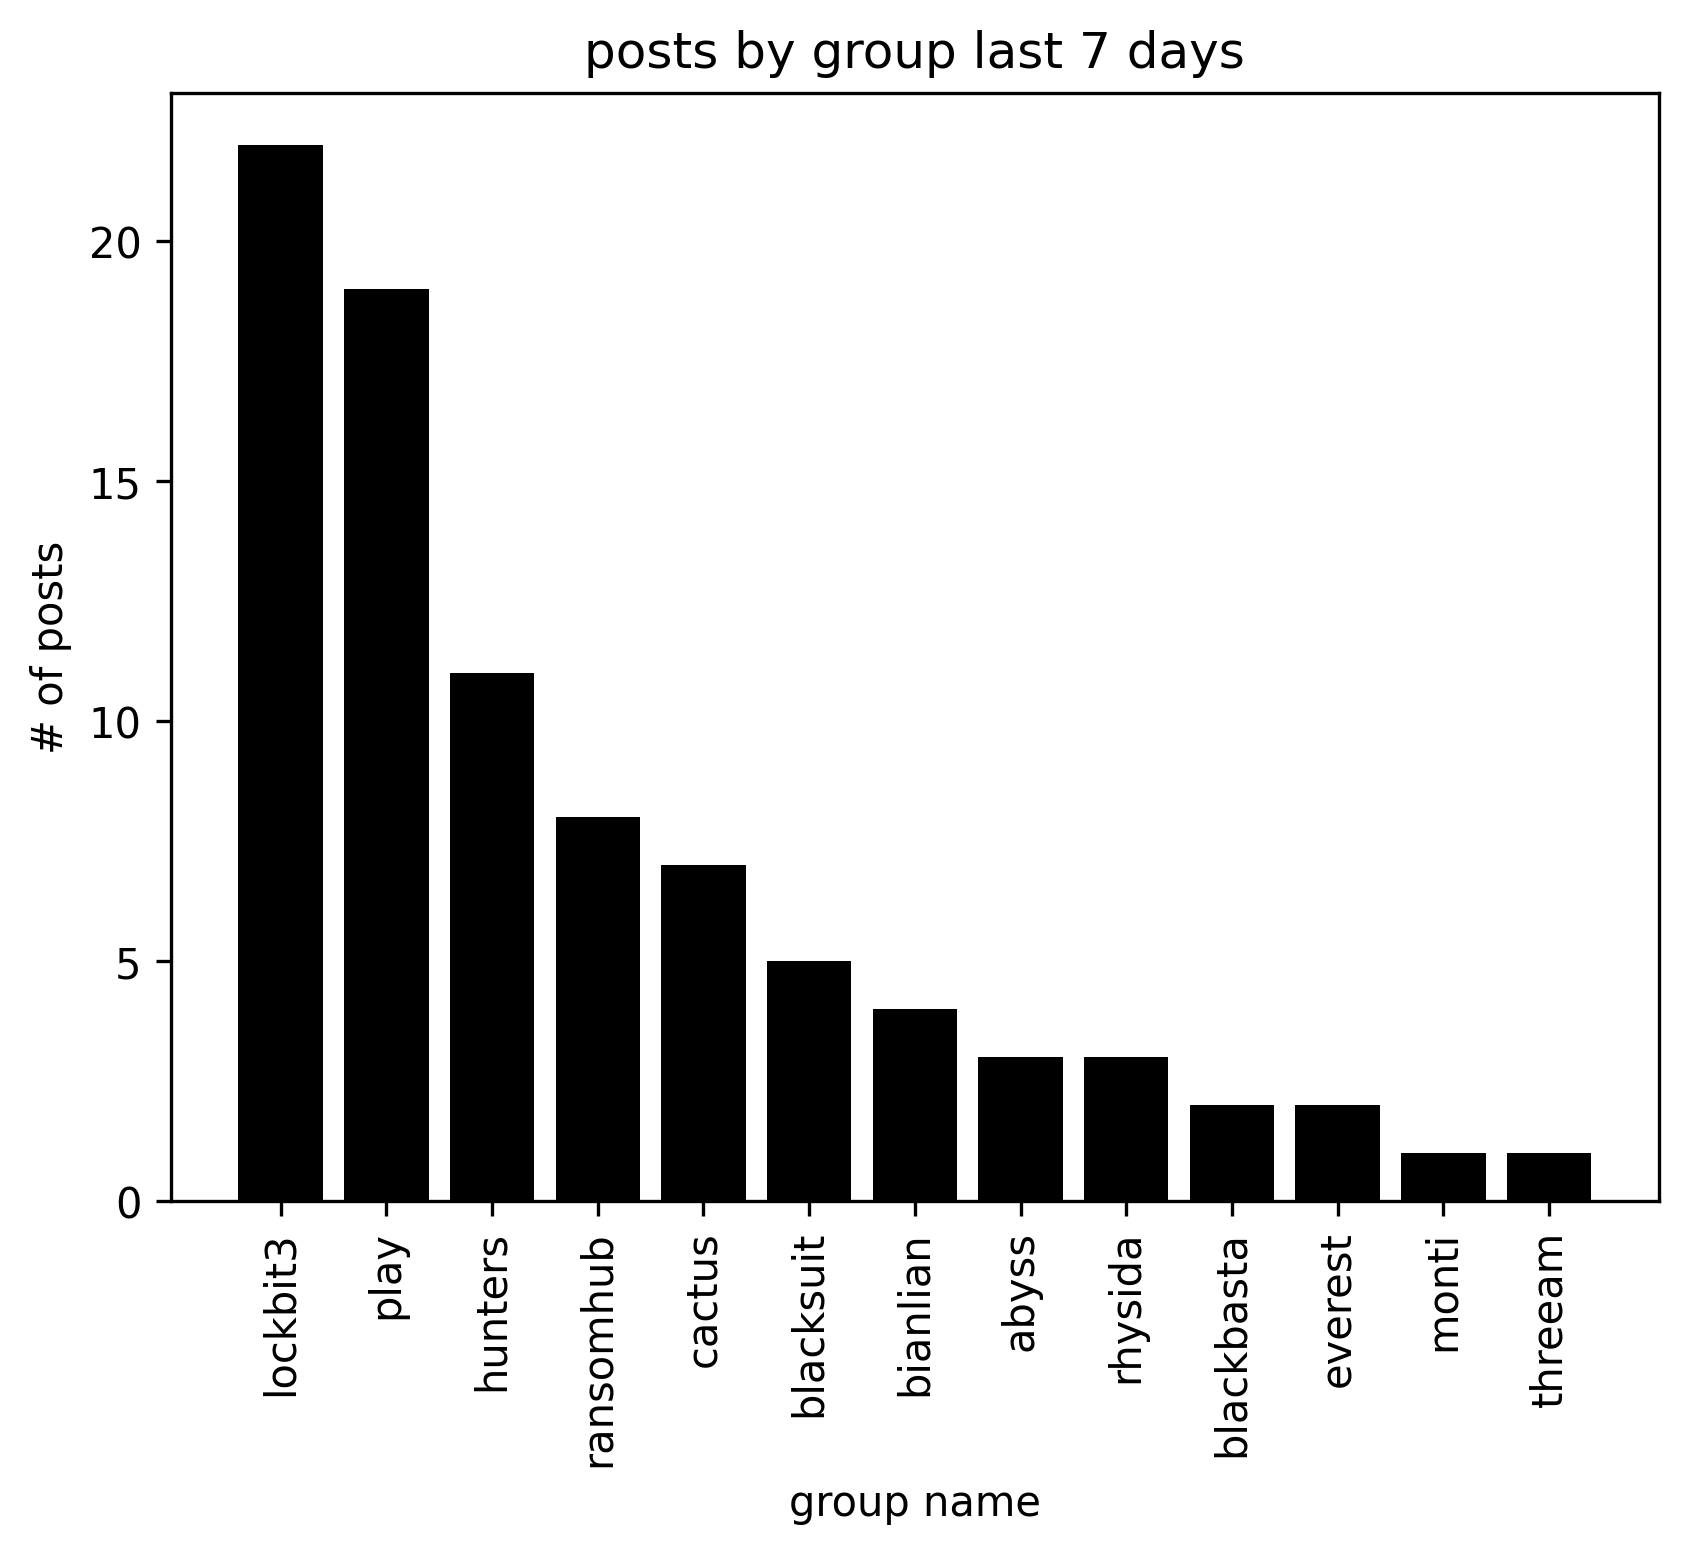 posts by group last 7 days
# of posts
20
15
10
5
0
lockbit3
play
hunters
ransomhub
cactus
blacksuit
bianlian
abyss
rhysida
blackbasta
everest
monti
threeam
group name